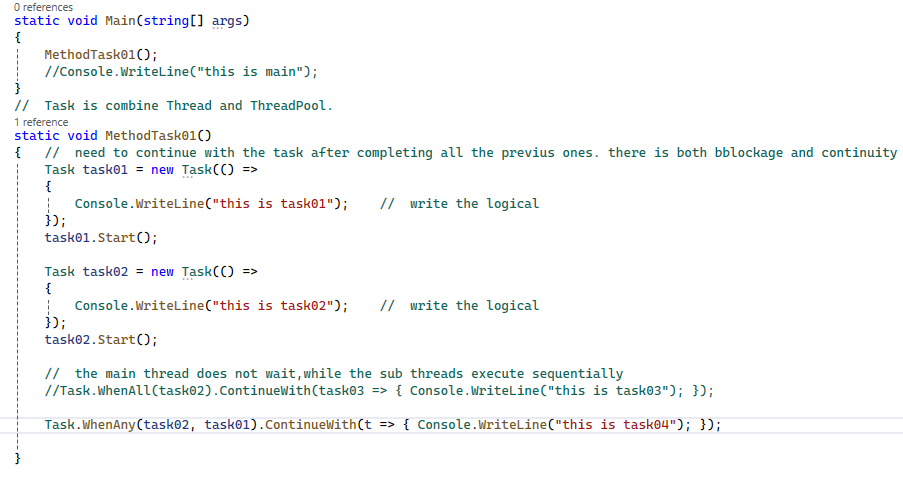 0 references
static void Main(string[] args)
{
MethodTask01();
//Console.WriteLine("this is main");
}
//  Task is combine Thread and ThreadPool.
1 reference
static void MethodTask01()
{   //  need to continue with the task after completing all the previus ones. there is both bblockage and continuity
Task task01 = new Task(() =>
{
Console.WriteLine("this is task01");    //  write the logical
});
task01.Start();
Task task02 = new Task(() =>
{
Console.WriteLine("this is task02");    //  write the logical
});
task02.Start();
//  the main thread does not wait,while the sub threads execute sequentially
//Task.WhenAll(task02).ContinueWith(task03 => { Console.WriteLine("this is task03"); });
Task.WhenAny(task02, task01).ContinueWith(t => { Console.WriteLine("this is task04"); });
}